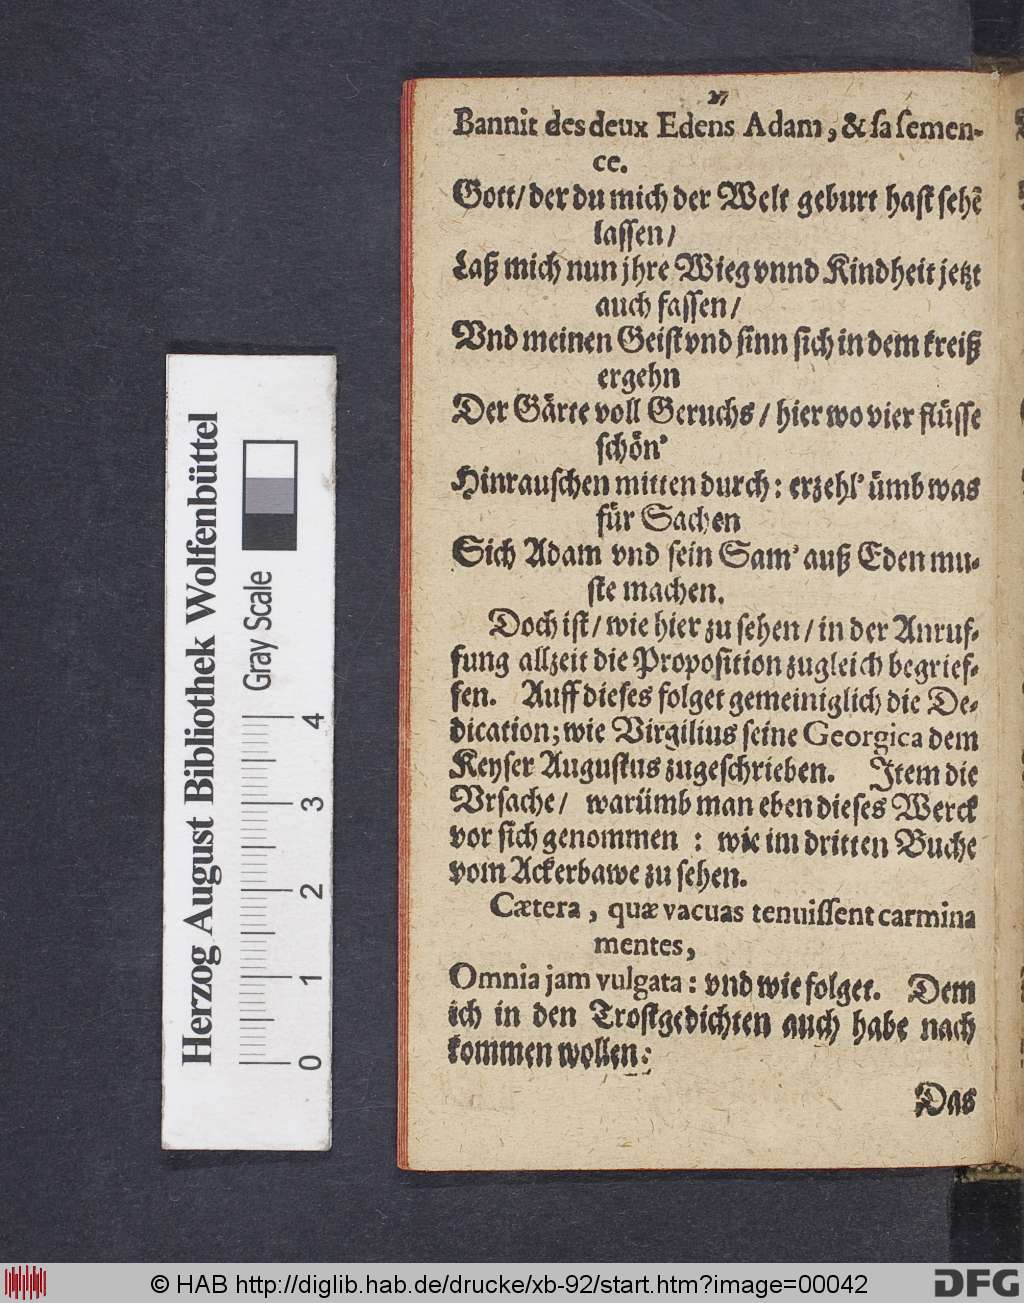 27
Bannit des deux Edens Adam, & ſa ſemen-
ce.
Gott/ der du mich der Welt geburt haſt ſehẽ
laſſen/
Laß mich nun jhre Wieg vnnd Kindheit jetzt
auch faſſen/
Vnd meinen Geiſt vnd ſinn ſich in dem kreiß
ergehn
Der Gärte voll Geruchs/ hier wo vier flüſſe
ſchön'
Hinrauſchen mitten durch: erzehl' ümb was
für Sachen
Sich Adam vnd ſein Sam' auß Eden mu-
ſte machen.
Doch iſt/ wie hier zu ſehen/ in der Anruf-
fung allzeit die Propoſition zugleich begrief-
fen. Auff dieſes folget gemeiniglich die De-
dication; wie Virgilius ſeine Georgica dem
Keyſer Auguſtus zugeſchrieben. Item die
Vrſache/ warümb man eben dieſes Werck
vor ſich genommen : wie im dritten Buche
vom Ackerbawe zu ſehen.
Cætera, quæ vacuas tenuiſſent carmina
mentes,
Omnia jam vulgata: vnd wie folget. Dem
ich in den Troſtgedichten auch habe nach
kommen wollen:
Das
Herzog August Bibliothek Wolfenbüttel
Gray Scale
0 1 2 3 4
© HAB http://diglib.hab.de/drucke/xb-92/start.htm?image=00042
DFG